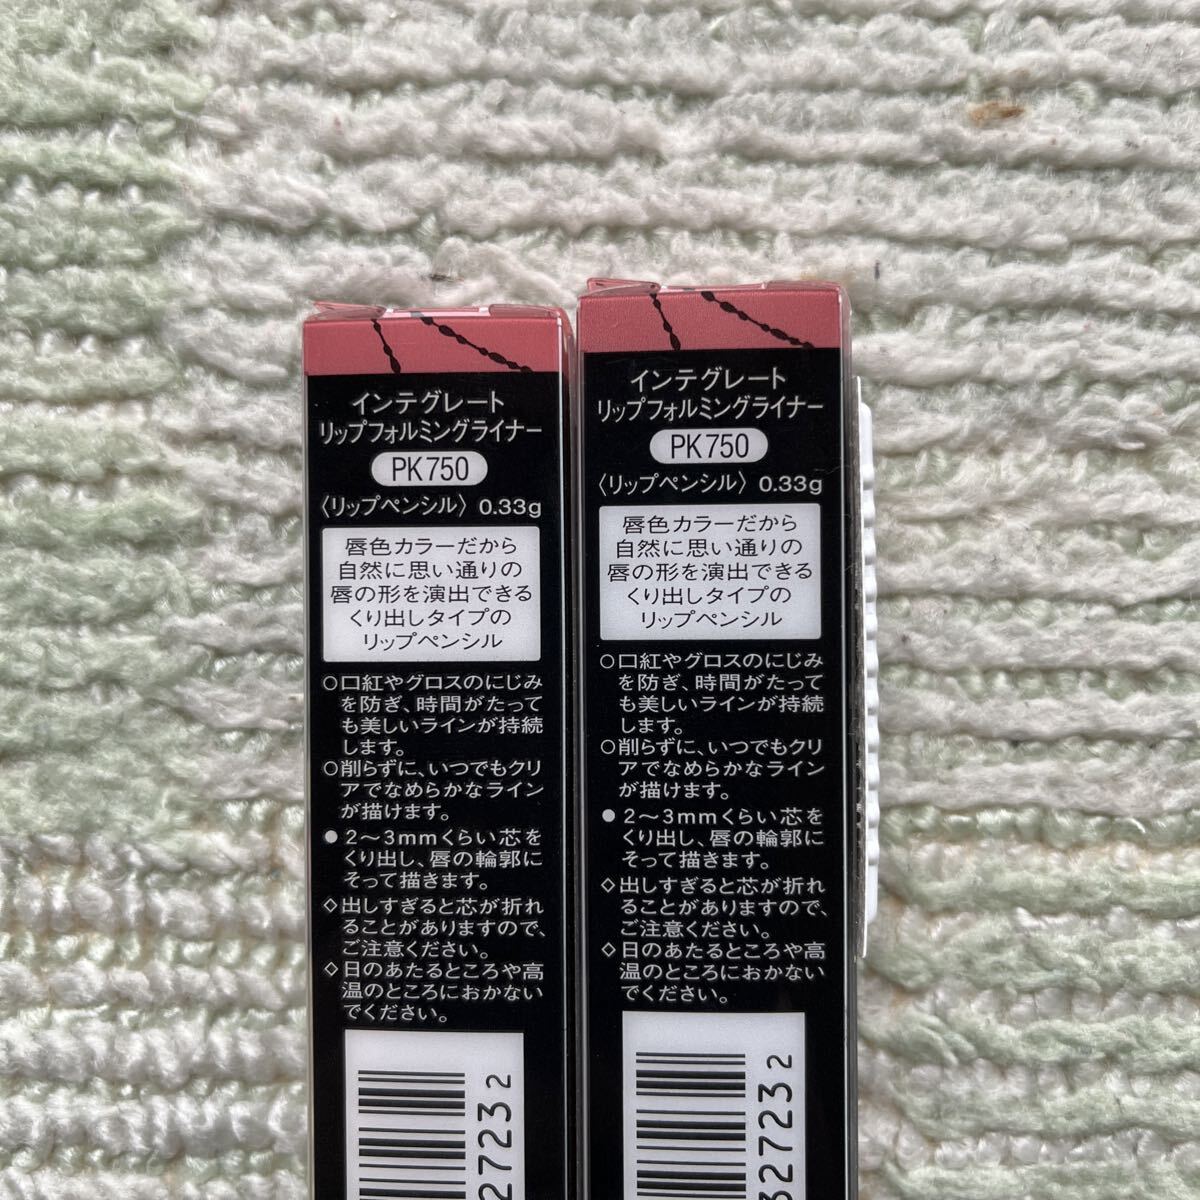 インテグレート
リップフォルミングライナー
PK750
〈リップペンシル〉 0.33g
唇色カラーだから
自然に思い通りの
唇の形を演出できる
くり出しタイプの
リップペンシル
○口紅やグロスのにじみ
を防ぎ、時間がたって
も美しいラインが持続
します。
○削らずに、いつでもクリ
アでなめらかなライン
が描けます。
●2〜3mmくらい芯を
くり出し、唇の輪郭に
そって描きます。
◇出しすぎると芯が折れ
ることがありますので、
ご注意ください。
◇日のあたるところや高
温のところにおかない
でください。
27232
インテグレート
リップフォルミングライナー
PK750
〈リップペンシル〉 0.33g
唇色カラーだから
自然に思い通りの
唇の形を演出できる
くり出しタイプの
リップペンシル
○口紅やグロスのにじみ
を防ぎ、時間がたって
も美しいラインが持続
します。
○削らずに、いつでもクリ
アでなめらかなライン
が描けます。
●2〜3mmくらい芯を
くり出し、唇の輪郭に
そって描きます。
◇出しすぎると芯が折れ
ることがありますので、
ご注意ください。
◇日のあたるところや高
温のところにおかない
でください。
327232